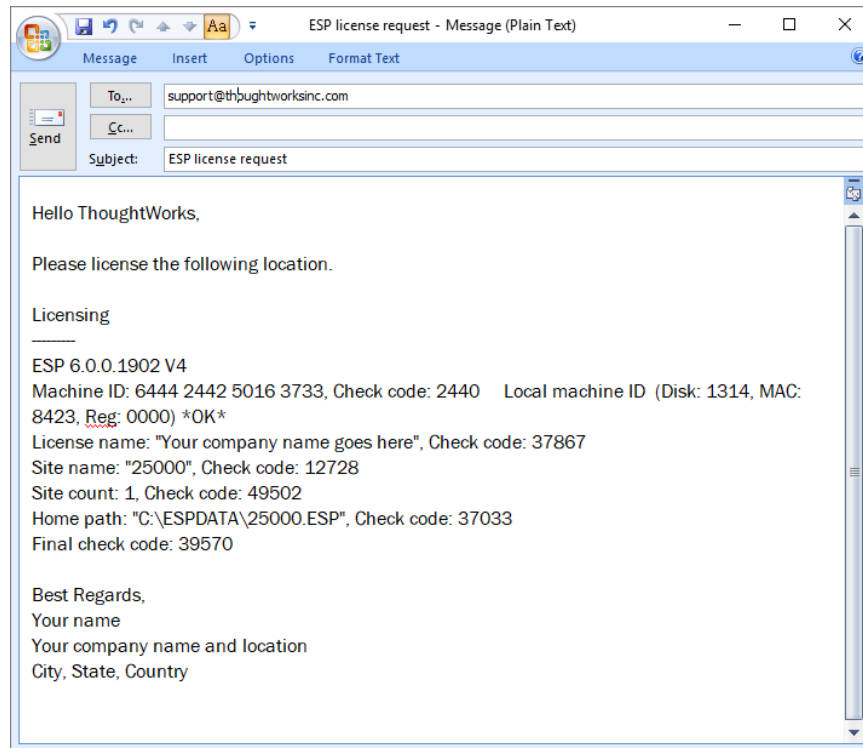 Aa
ESP license request - Message (Plain Text)
Message Insert Options Format Text
?
To... support@thoughtworksinc.com
Cc...
Send
Subject: ESP license request
Hello ThoughtWorks,
Please license the following location.
Licensing
----------
ESP 6.0.0.1902 V4
Machine ID: 6444 2442 5016 3733, Check code: 2440 Local machine ID (Disk: 1314, MAC:
8423, Reg: 0000) *OK*
License name: "Your company name goes here", Check code: 37867
Site name: "25000", Check code: 12728
Site count: 1, Check code: 49502
Home path: "C:\ESPDATA\25000.ESP", Check code: 37033
Final check code: 39570
Best Regards,
Your name
Your company name and location
City, State, Country